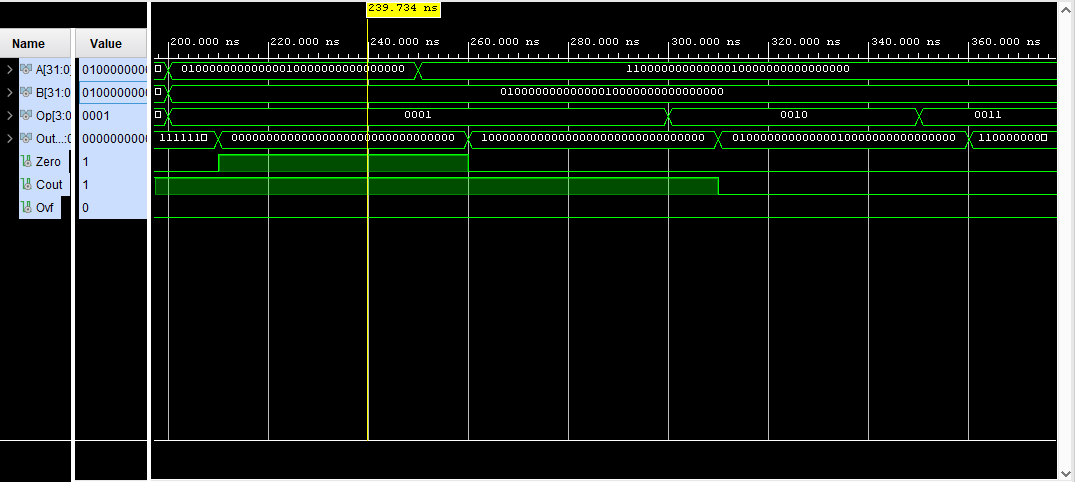 239.734 ns
Name Value 200.000 ns 220.000 ns 240.000 ns 260.000 ns 280.000 ns 300.000 ns 320.000 ns 340.000 ns 360.000 ns
A[31:0] 0100000000 01000000000000001000000000000000 11000000000000001000000000000000
B[31:0 0100000000 01000000000000001000000000000000
Op[3:0 0001 0001 0010 0011
Out...:0 0000000000 1111111 00000000000000000000000000000000 10000000000000000000000000000000 01000000000000001000000000000000 110000000
Zero 1
Cout 1
Ovf 0